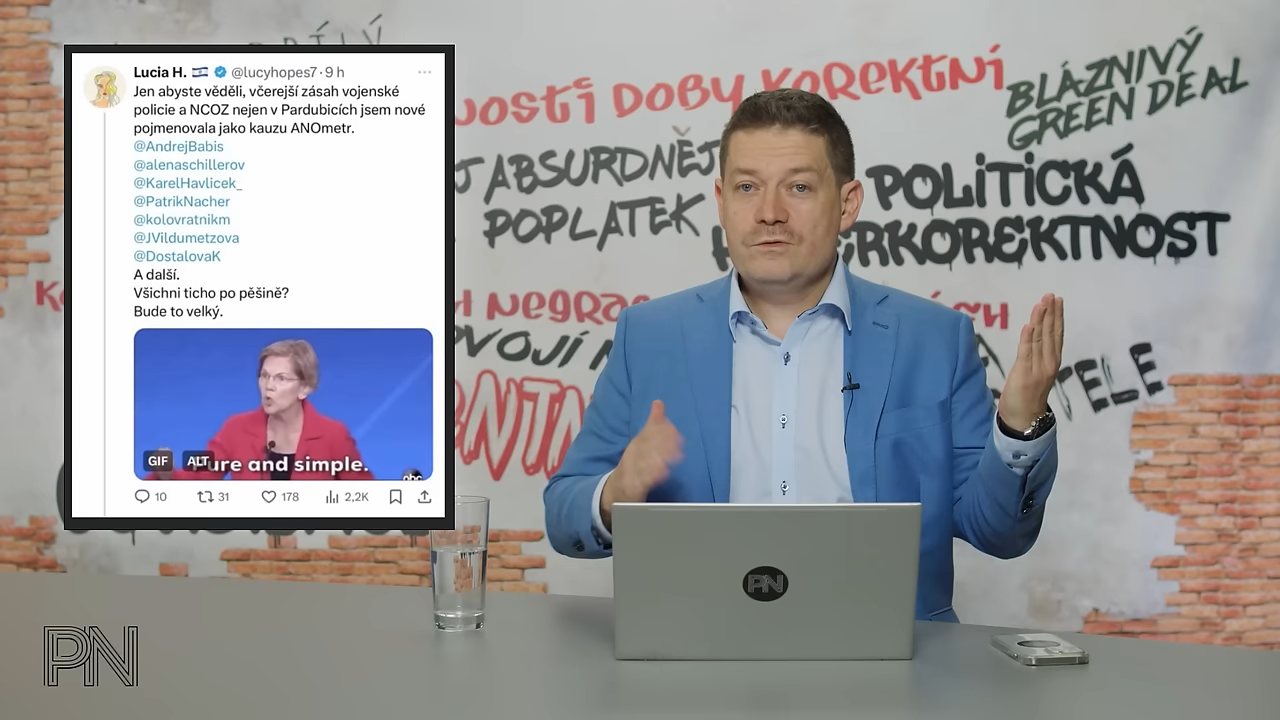 Lucia H. @lucyhopes7 · 9 h
Jen abyste věděli, včerejší zásah vojenské
policie a NCOZ nejen v Pardubicích jsem nové
pojmenovala jako kauzu ANOmetr.
@AndrejBabis
@alenaschillerov
@KarelHavlicek_
@PatrikNacher
@kolovratnikm
@JVildumetzova
@DostalovaK
A další.
Všichni ticho po pěšině?
Bude to velký.
GIF ALT ure and simple.
abc
10 31 178 2,2K
DOBY KOREKTNÍ
BLÁZNIVÝ
GREEN DEAL
ABSURDNĚJ
POPLATEK
POLITICKÁ
ERKOREKTNOST
PN
PN